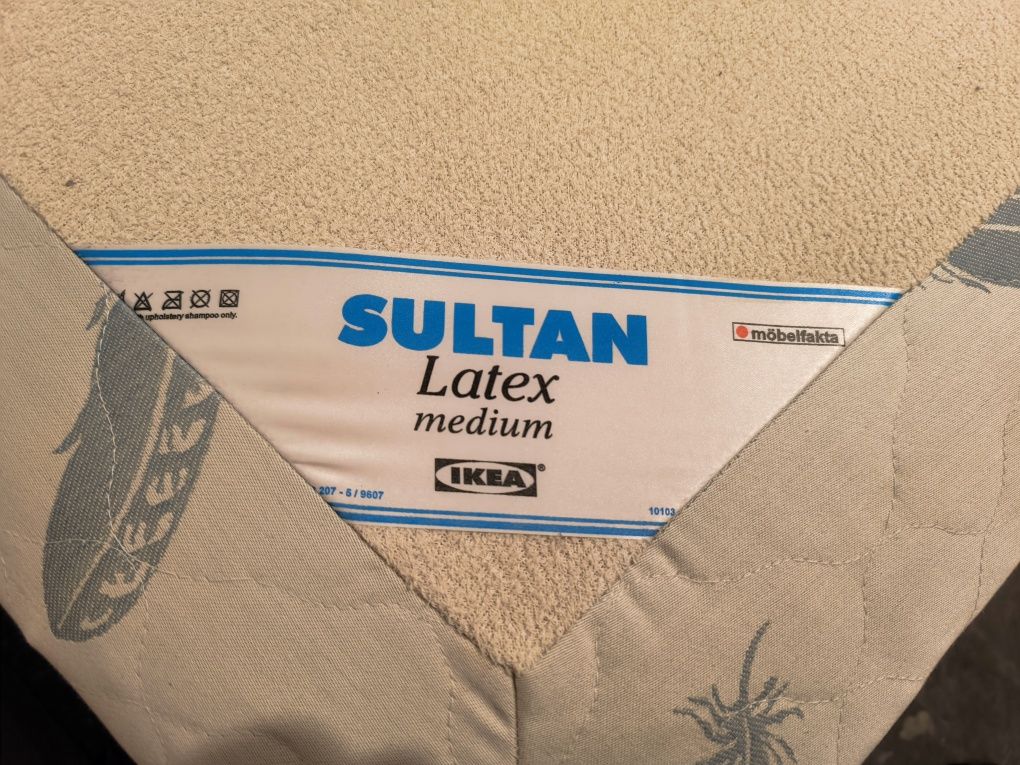 upholstery shampoo only.
SULTAN
Latex
medium
möbelfakta
IKEA®
207 - 5 / 9607
10103